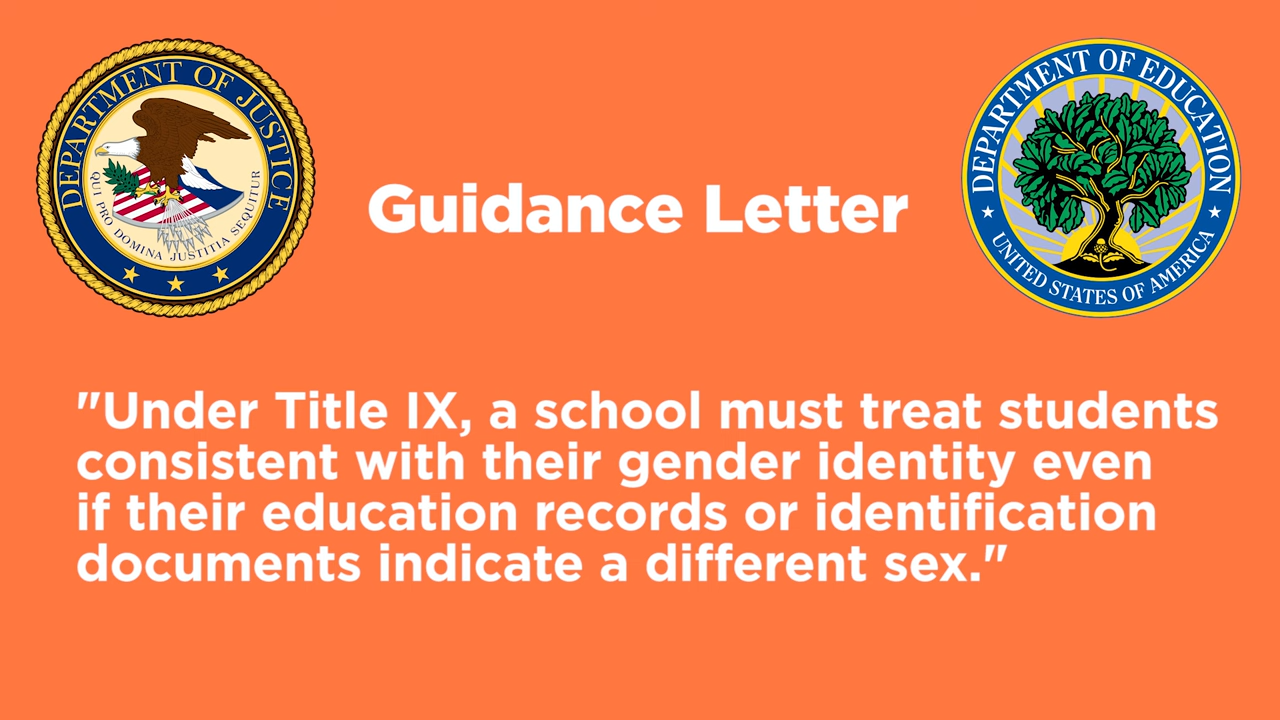 DEPARTMENT OF JUSTICE
QUI PRO DOMINA JUSTITIA SEQUITUR
DEPARTMENT OF EDUCATION
UNITED STATES OF AMERICA
Guidance Letter
"Under Title IX, a school must treat students
consistent with their gender identity even
if their education records or identification
documents indicate a different sex."